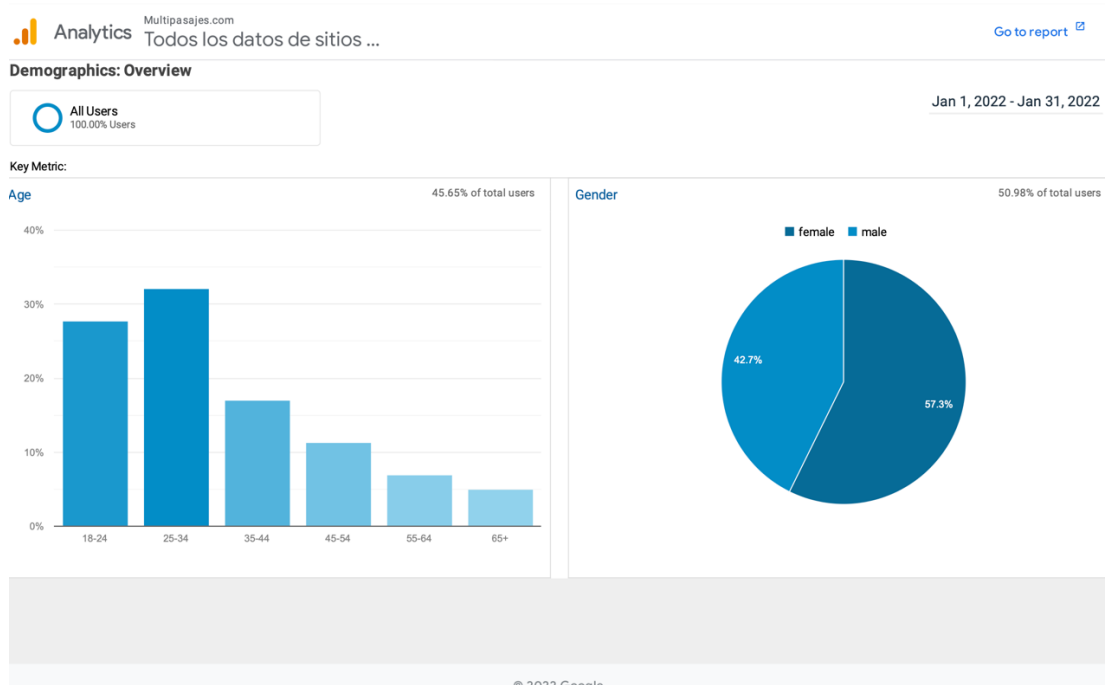 Analytics
Multipasajes.com
Todos los datos de sitios ...
Go to report
Demographics: Overview
All Users
100.00% Users
Jan 1, 2022 - Jan 31, 2022
Key Metric:
Age
45.65% of total users
40%
30%
20%
10%
0%
18-24
25-34
35-44
45-54
55-64
65+
Gender
50.98% of total users
female
male
42.7%
57.3%
Google